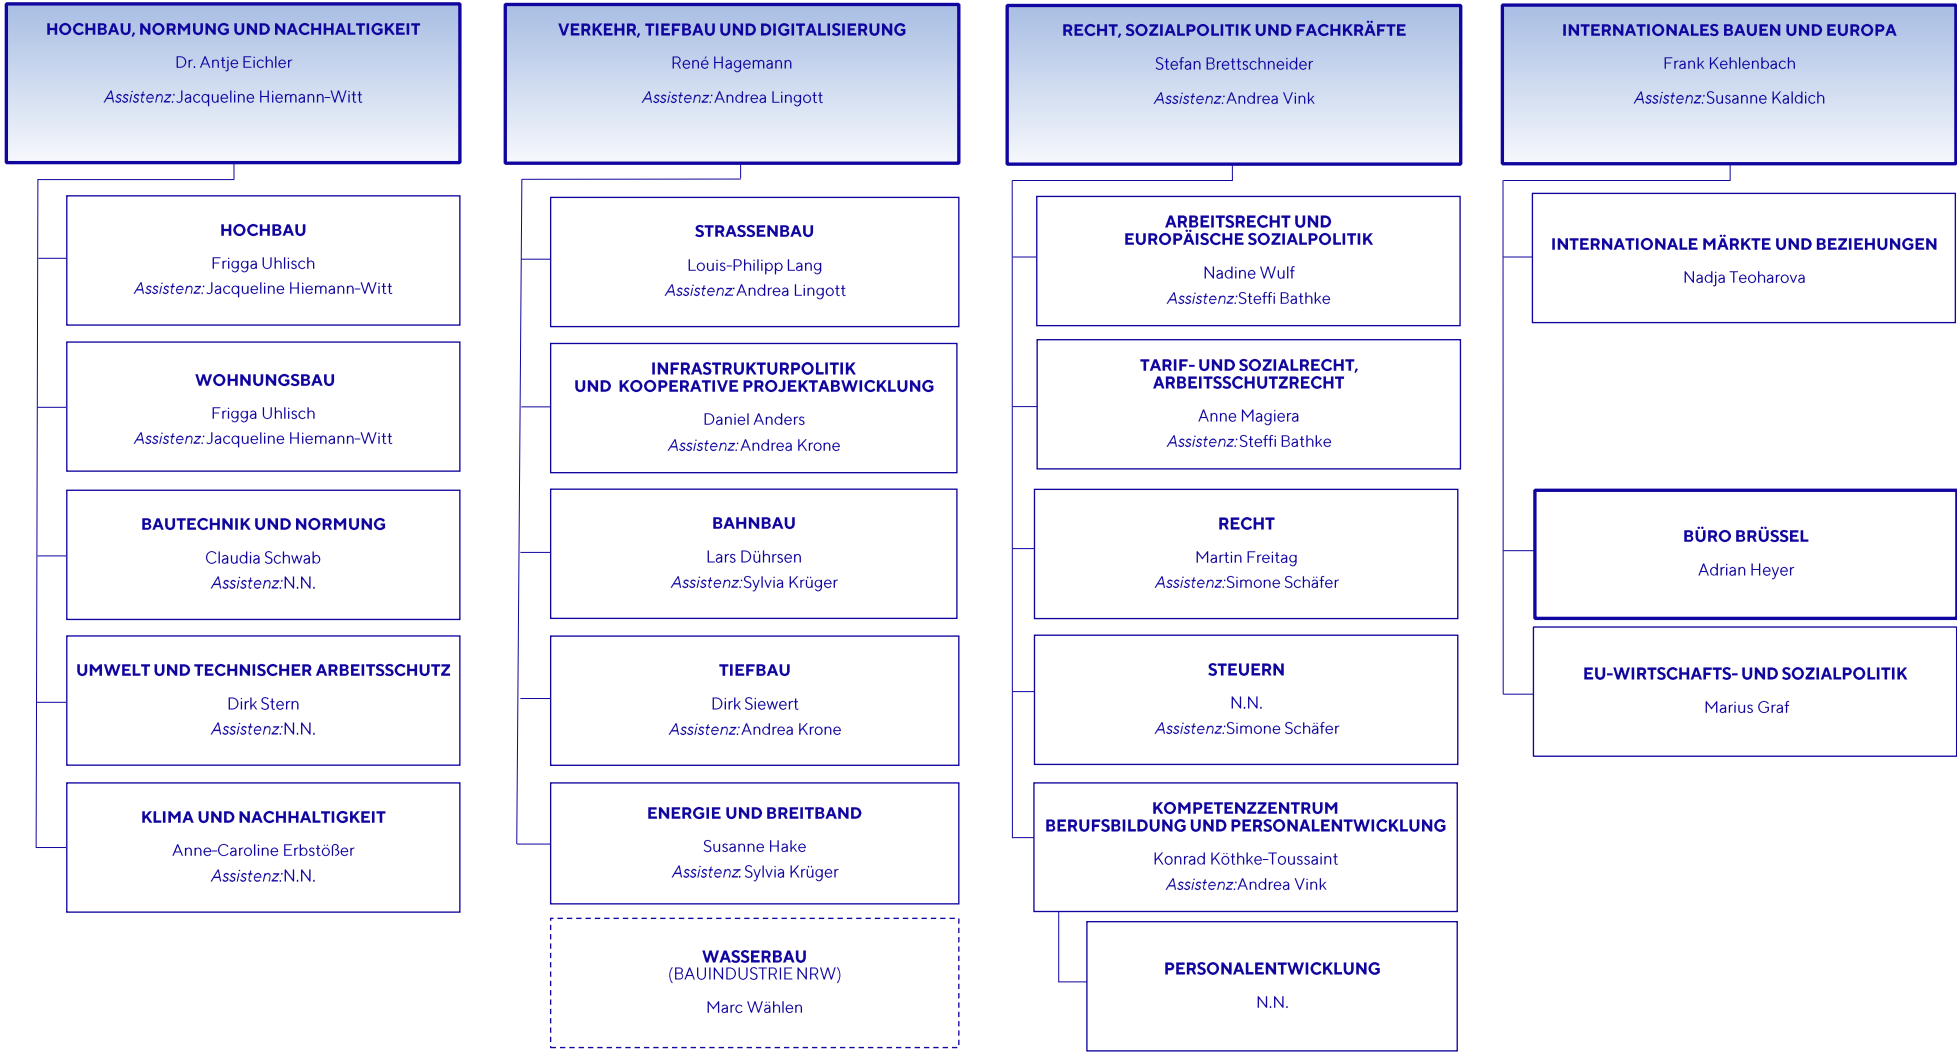 HOCHBAU, NORMUNG UND NACHHALTIGKEIT
Dr. Antje Eichler
Assistenz: Jacqueline Hiemann-Witt
HOCHBAU
Frigga Uhlisch
Assistenz: Jacqueline Hiemann-Witt
WOHNUNGSBAU
Frigga Uhlisch
Assistenz: Jacqueline Hiemann-Witt
BAUTECHNIK UND NORMUNG
Claudia Schwab
Assistenz: N.N.
UMWELT UND TECHNISCHER ARBEITSSCHUTZ
Dirk Stern
Assistenz: N.N.
KLIMA UND NACHHALTIGKEIT
Anne-Caroline Erbstößer
Assistenz: N.N.
VERKEHR, TIEFBAU UND DIGITALISIERUNG
René Hagemann
Assistenz: Andrea Lingott
STRASSENBAU
Louis-Philipp Lang
Assistenz: Andrea Lingott
INFRASTRUKTURPOLITIK
UND KOOPERATIVE PROJEKTABWICKLUNG
Daniel Anders
Assistenz: Andrea Krone
BAHNBAU
Lars Dührsen
Assistenz: Sylvia Krüger
TIEFBAU
Dirk Siewert
Assistenz: Andrea Krone
ENERGIE UND BREITBAND
Susanne Hake
Assistenz: Sylvia Krüger
WASSERBAU
(BAUINDUSTRIE NRW)
Marc Wählen
RECHT, SOZIALPOLITIK UND FACHKRÄFTE
Stefan Brettschneider
Assistenz: Andrea Vink
ARBEITSRECHT UND
EUROPÄISCHE SOZIALPOLITIK
Nadine Wulf
Assistenz: Steffi Bathke
TARIF- UND SOZIALRECHT,
ARBEITSSCHUTZRECHT
Anne Magiera
Assistenz: Steffi Bathke
RECHT
Martin Freitag
Assistenz: Simone Schäfer
STEUERN
N.N.
Assistenz: Simone Schäfer
KOMPETENZZENTRUM
BERUFSBILDUNG UND PERSONALENTWICKLUNG
Konrad Köthke-Toussaint
Assistenz: Andrea Vink
PERSONALENTWICKLUNG
N.N.
INTERNATIONALES BAUEN UND EUROPA
Frank Kehlenbach
Assistenz: Susanne Kaldich
INTERNATIONALE MÄRKTE UND BEZIEHUNGEN
Nadja Teoharova
BÜRO BRÜSSEL
Adrian Heyer
EU-WIRTSCHAFTS- UND SOZIALPOLITIK
Marius Graf